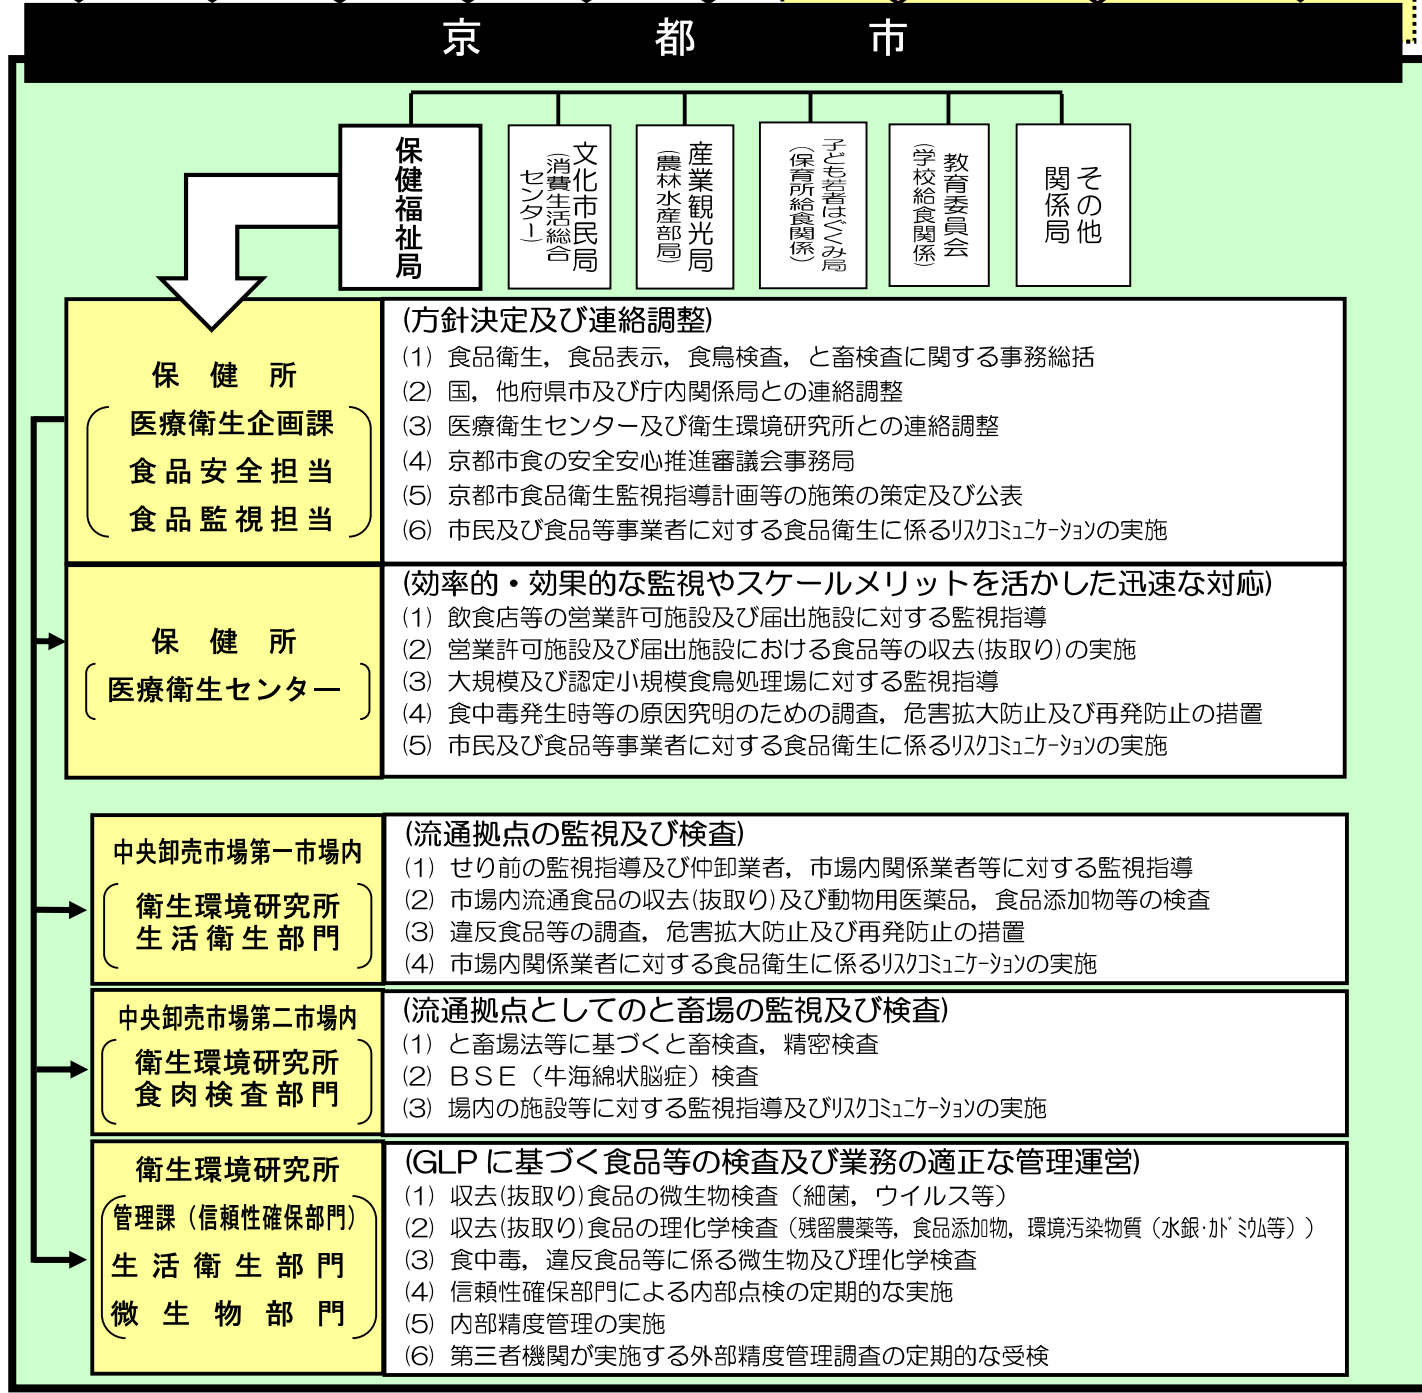 京都市
保健福祉局
文化市民局
(消費生活総合
センター)
産業観光局
(農林水産部局)
子ども若者はぐくみ局
(保育所給食関係)
教育委員会
(学校給食関係)
その他
関係局
保健所
医療衛生企画課
食品安全担当
食品監視担当
(方針決定及び連絡調整)
(1) 食品衛生，食品表示，食鳥検査，と畜検査に関する事務総括
(2) 国，他府県市及び庁内関係局との連絡調整
(3) 医療衛生センター及び衛生環境研究所との連絡調整
(4) 京都市食の安全安心推進審議会事務局
(5) 京都市食品衛生監視指導計画等の施策の策定及び公表
(6) 市民及び食品等事業者に対する食品衛生に係るﾘｽｸｺﾐｭﾆｹｰｼｮﾝの実施
保健所
医療衛生センター
(効率的・効果的な監視やスケールメリットを活かした迅速な対応)
(1) 飲食店等の営業許可施設及び届出施設に対する監視指導
(2) 営業許可施設及び届出施設における食品等の収去(抜取り)の実施
(3) 大規模及び認定小規模食鳥処理場に対する監視指導
(4) 食中毒発生時等の原因究明のための調査，危害拡大防止及び再発防止の措置
(5) 市民及び食品等事業者に対する食品衛生に係るﾘｽｸｺﾐｭﾆｹｰｼｮﾝの実施
中央卸売市場第一市場内
衛生環境研究所
生活衛生部門
(流通拠点の監視及び検査)
(1) せり前の監視指導及び仲卸業者，市場内関係業者等に対する監視指導
(2) 市場内流通食品の収去(抜取り)及び動物用医薬品，食品添加物等の検査
(3) 違反食品等の調査，危害拡大防止及び再発防止の措置
(4) 市場内関係業者に対する食品衛生に係るﾘｽｸｺﾐｭﾆｹｰｼｮﾝの実施
中央卸売市場第二市場内
衛生環境研究所
食肉検査部門
(流通拠点としてのと畜場の監視及び検査)
(1) と畜場法等に基づくと畜検査，精密検査
(2) ＢＳＥ（牛海綿状脳症）検査
(3) 場内の施設等に対する監視指導及びﾘｽｸｺﾐｭﾆｹｰｼｮﾝの実施
衛生環境研究所
管理課（信頼性確保部門）
生活衛生部門
微生物部門
(GLPに基づく食品等の検査及び業務の適正な管理運営)
(1) 収去(抜取り)食品の微生物検査（細菌，ウイルス等）
(2) 収去(抜取り)食品の理化学検査（残留農薬等，食品添加物，環境汚染物質（水銀･ｶﾄﾞﾐｳﾑ等））
(3) 食中毒，違反食品等に係る微生物及び理化学検査
(4) 信頼性確保部門による内部点検の定期的な実施
(5) 内部精度管理の実施
(6) 第三者機関が実施する外部精度管理調査の定期的な受検